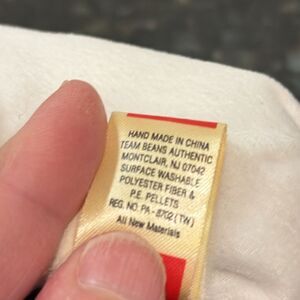 HAND MADE IN CHINA
TEAM BEANS AUTHENTIC
MONTCLAIR, NJ 07042
SURFACE WASHABLE
POLYESTER FIBER &
P.E. PELLETS
REG. NO. PA - 8702 (TW)
All New Materials